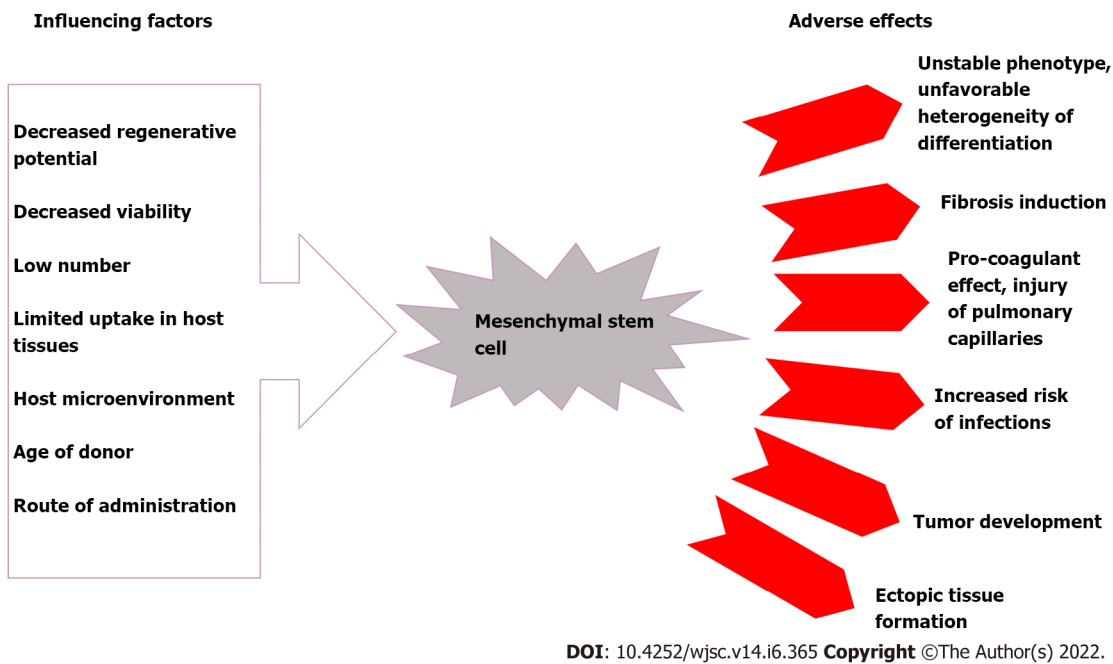 Influencing factors
Decreased regenerative
potential
Decreased viability
Low number
Limited uptake in host
tissues
Host microenvironment
Age of donor
Route of administration
Mesenchymal stem
cell
Adverse effects
Unstable phenotype,
unfavorable
heterogeneity of
differentiation
Fibrosis induction
Pro-coagulant
effect, injury
of pulmonary
capillaries
Increased risk
of infections
Tumor development
Ectopic tissue
formation
DOI: 10.4252/wjsc.v14.i6.365 Copyright ©The Author(s) 2022.